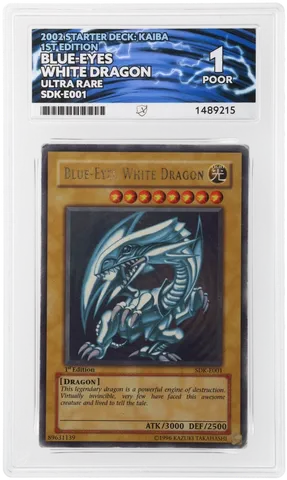 2002 STARTER DECK: KAIBA
1ST EDITION
BLUE-EYES
WHITE DRAGON
ULTRA RARE
SDK-E001
1
POOR
1489215
BLUE-EYES WHITE DRAGON
光
SDK-E001
1st Edition
[DRAGON]
This legendary dragon is a powerful engine of destruction.
Virtually invincible, very few have faced this awesome
creature and lived to tell the tale.
ATK/3000 DEF/2500
89631139
©1996 KAZUKI TAKAHASHI